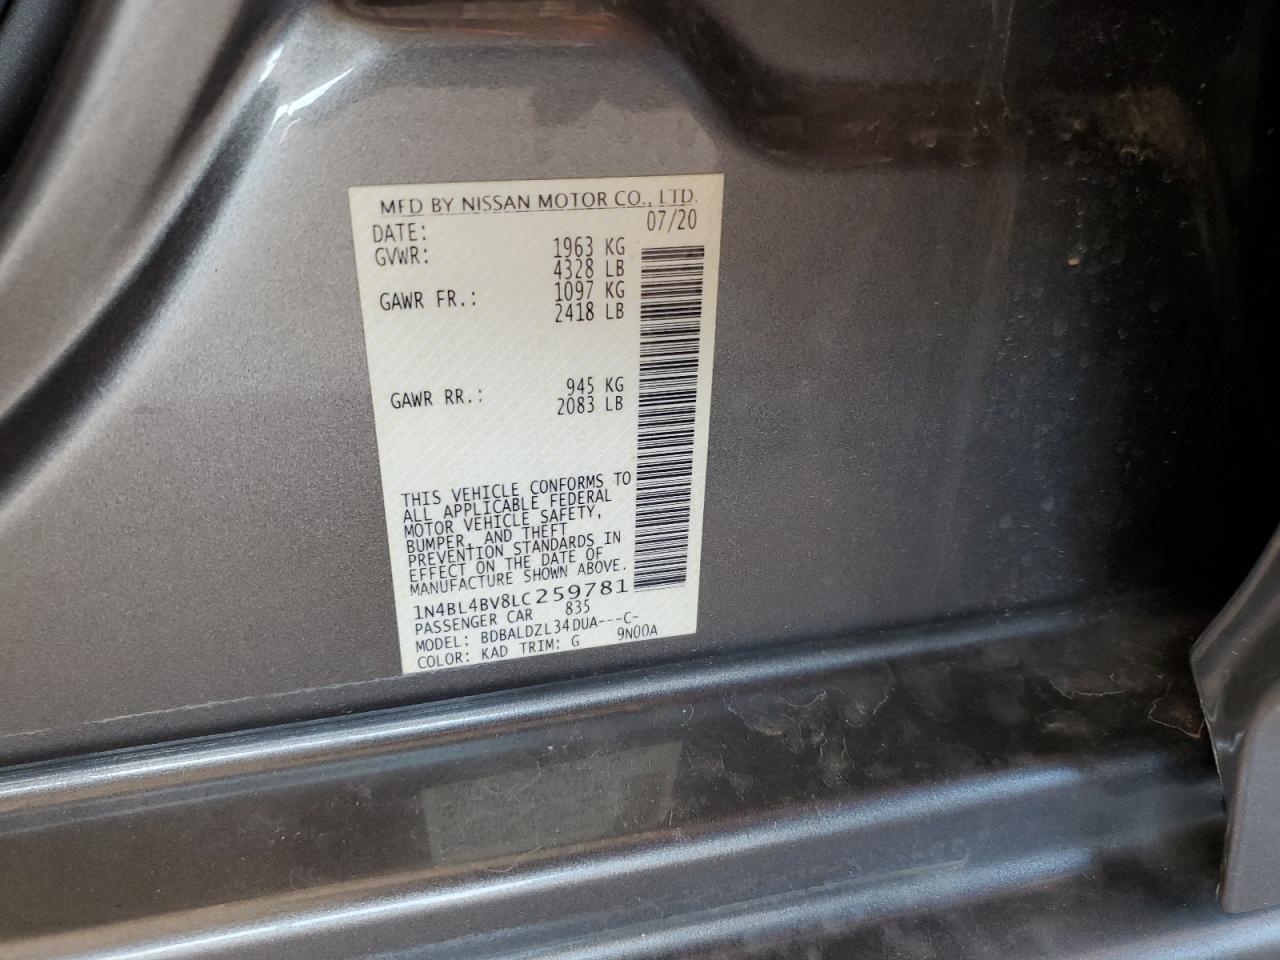 MFD BY NISSAN MOTOR CO., LTD.
DATE: 07/20
GVWR: 1963 KG
4328 LB
GAWR FR.: 1097 KG
2418 LB
GAWR RR.: 945 KG
2083 LB
THIS VEHICLE CONFORMS TO
ALL APPLICABLE FEDERAL
MOTOR VEHICLE SAFETY,
BUMPER, AND THEFT
PREVENTION STANDARDS IN
EFFECT ON THE DATE OF
MANUFACTURE SHOWN ABOVE.
1N4BL4BV8LC259781
PASSENGER CAR 835
MODEL: BDBALDZL34DUA---C-
COLOR: KAD TRIM: G 9N00A